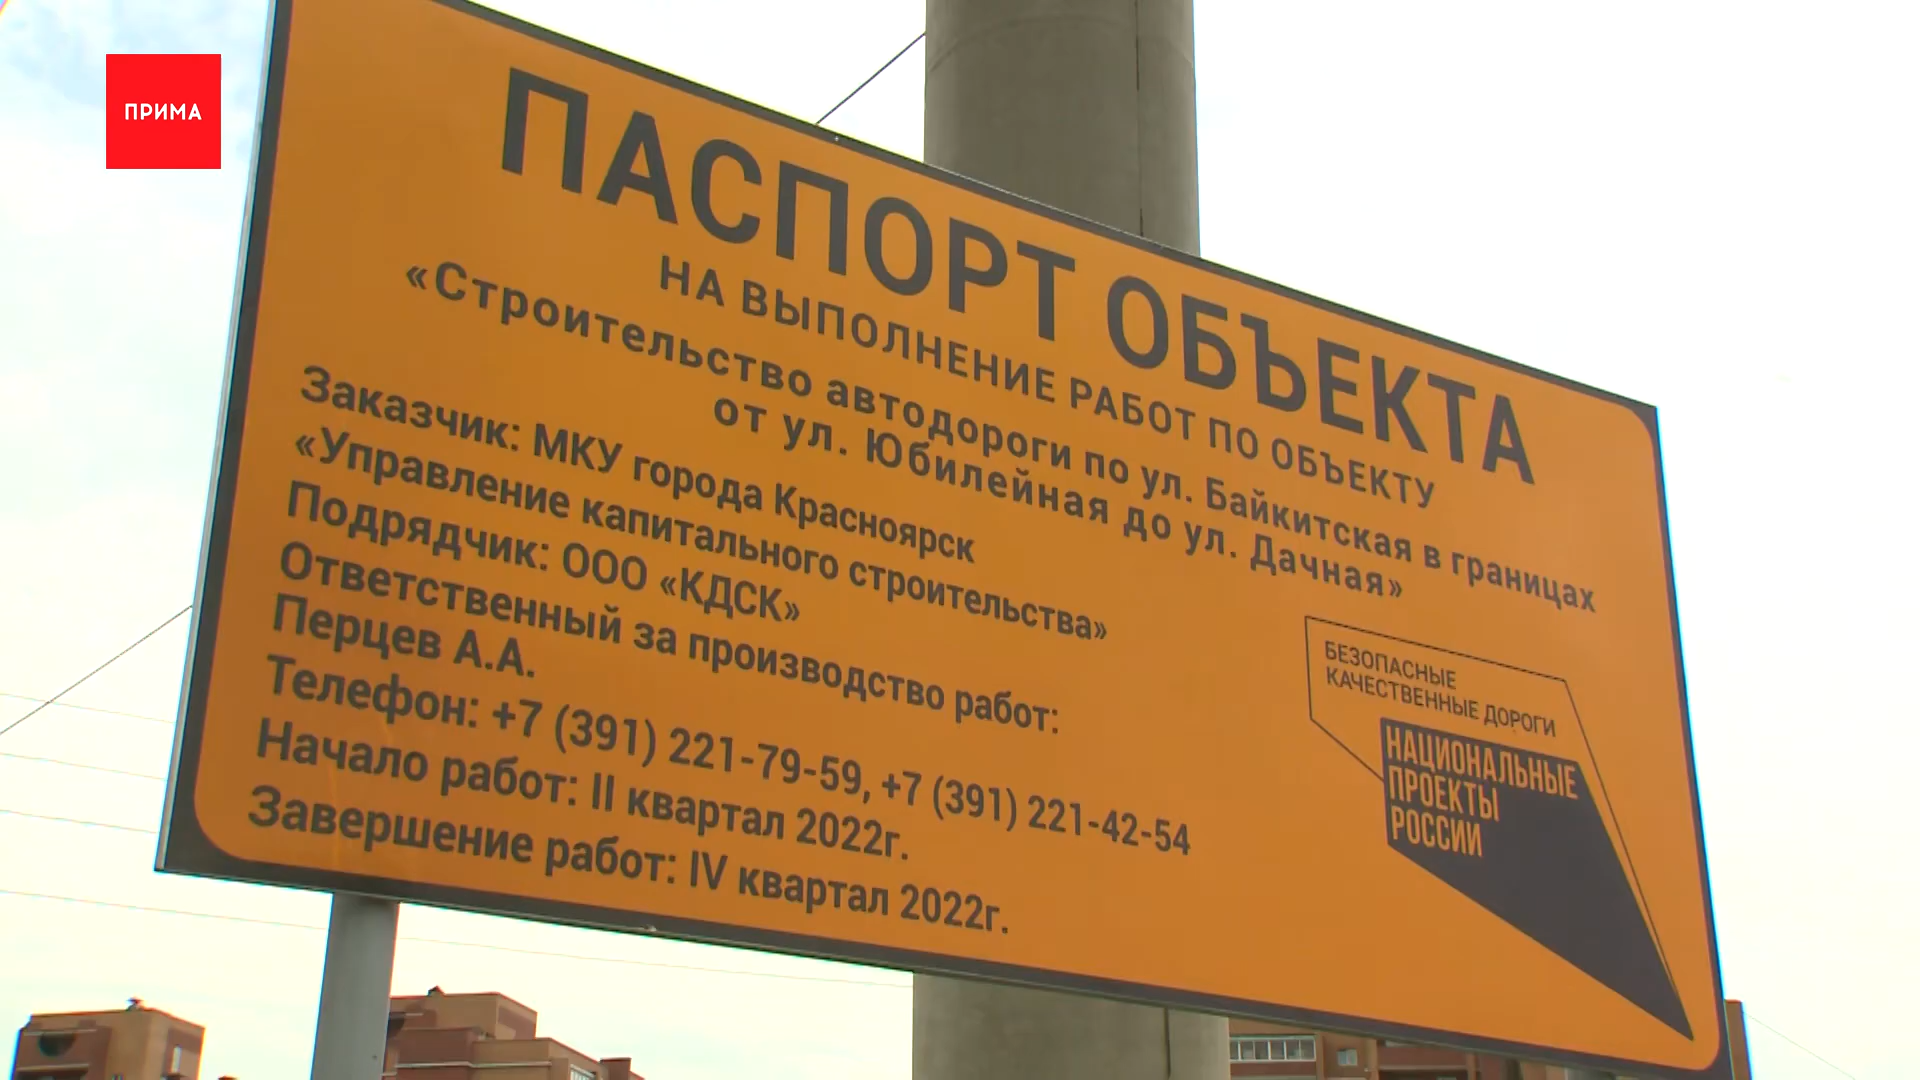 ПРИМА
ПАСПОРТ ОБЪЕКТА
НА ВЫПОЛНЕНИЕ РАБОТ ПО ОБЪЕКТУ
«Строительство автодороги по ул. Байкитская в границах
от ул. Юбилейная до ул. Дачная»
Заказчик: МКУ города Красноярск
«Управление капитального строительства»
Подрядчик: ООО «КДСК»
Ответственный за производство работ:
Перцев А.А.
Телефон: +7 (391) 221-79-59, +7 (391) 221-42-54
Начало работ: II квартал 2022г.
Завершение работ: IV квартал 2022г.
БЕЗОПАСНЫЕ
КАЧЕСТВЕННЫЕ ДОРОГИ
НАЦИОНАЛЬНЫЕ
ПРОЕКТЫ
РОССИИ